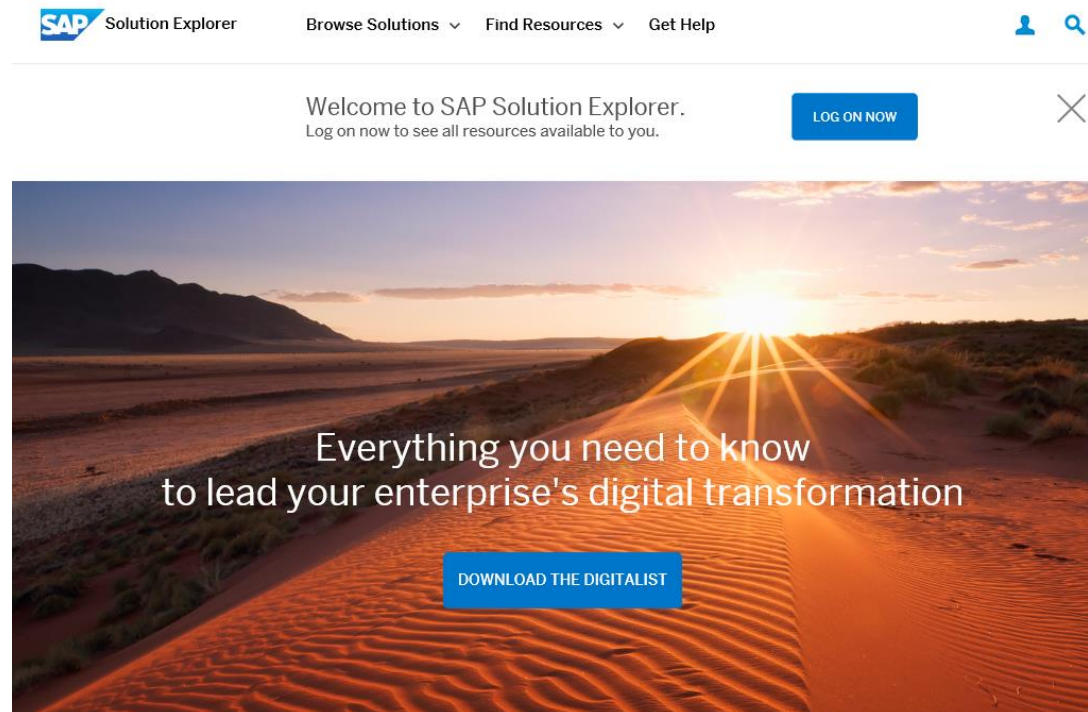 SAP Solution Explorer
Browse Solutions
Find Resources
Get Help
Welcome to SAP Solution Explorer.
Log on now to see all resources available to you.
LOG ON NOW
Everything you need to know
to lead your enterprise's digital transformation
DOWNLOAD THE DIGITALIST